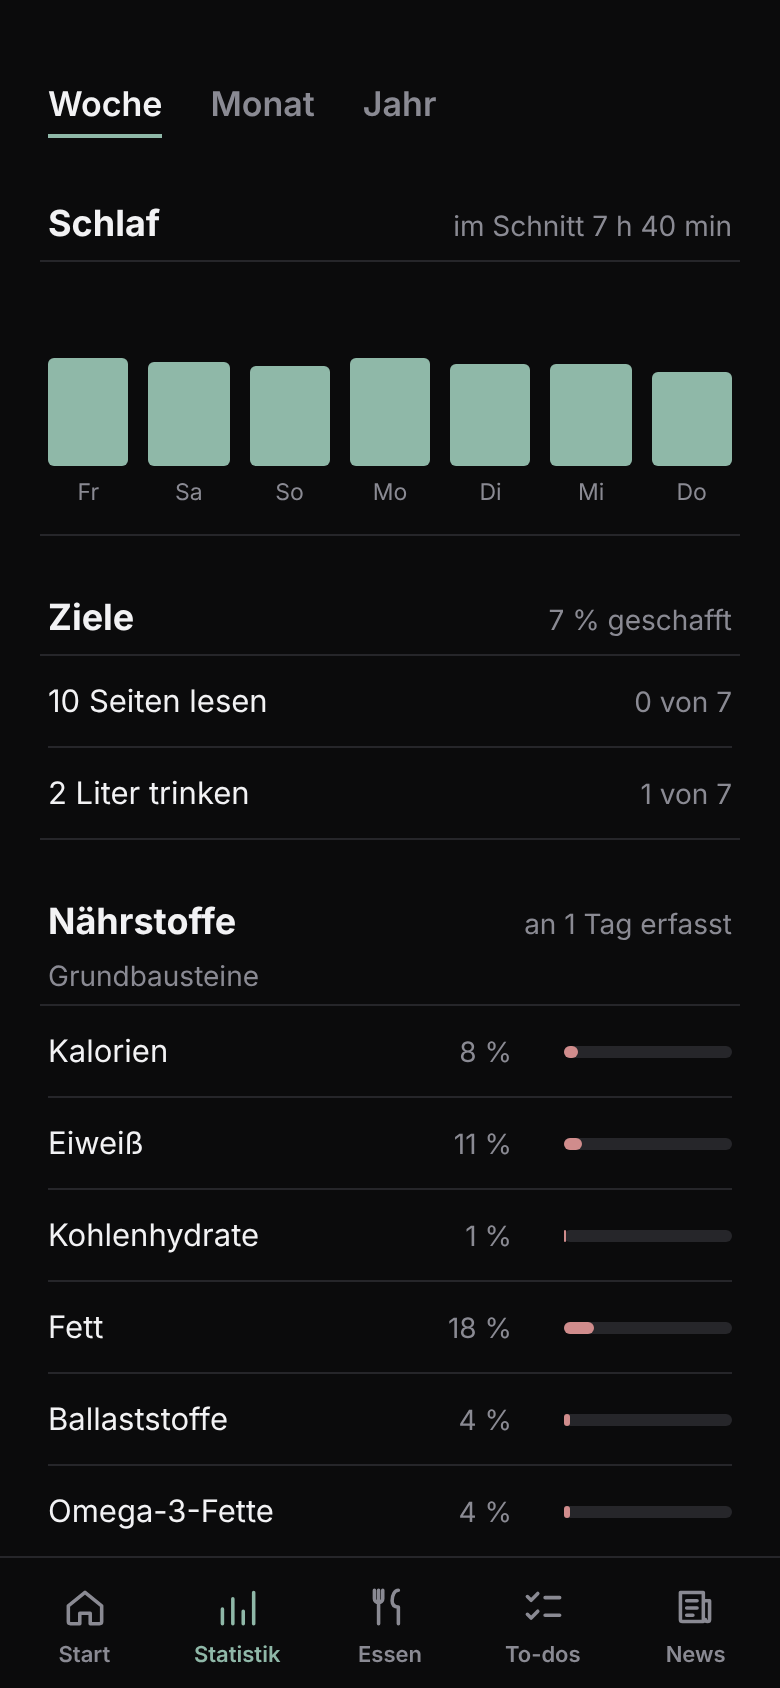 Woche Monat Jahr
Schlaf im Schnitt 7 h 40 min
Fr Sa So Mo Di Mi Do
Ziele 7 % geschafft
10 Seiten lesen 0 von 7
2 Liter trinken 1 von 7
Nährstoffe an 1 Tag erfasst
Grundbausteine
Kalorien 8 %
Eiweiß 11 %
Kohlenhydrate 1 %
Fett 18 %
Ballaststoffe 4 %
Omega-3-Fette 4 %
Start Statistik Essen To-dos News